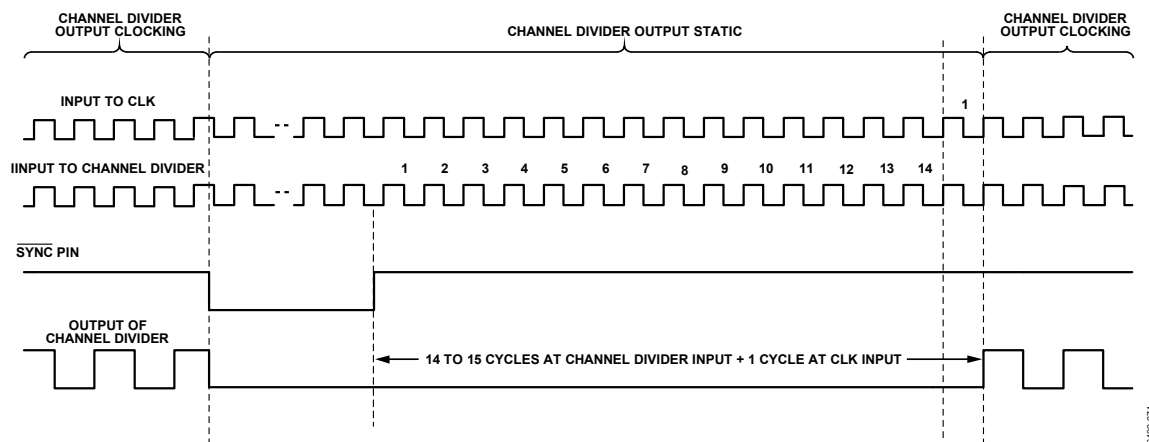 CHANNEL DIVIDER
OUTPUT CLOCKING
CHANNEL DIVIDER OUTPUT STATIC
CHANNEL DIVIDER
OUTPUT CLOCKING
INPUT TO CLK
1
IINPUT TO CHANNEL DIVIDER
1 2 3 4 5 6 7 8 9 10 11 12 13 14
SYNC PIN
OUTPUT OF
CHANNEL DIVIDER
14 TO 15 CYCLES AT CHANNEL DIVIDER INPUT + 1 CYCLE AT CLK INPUT